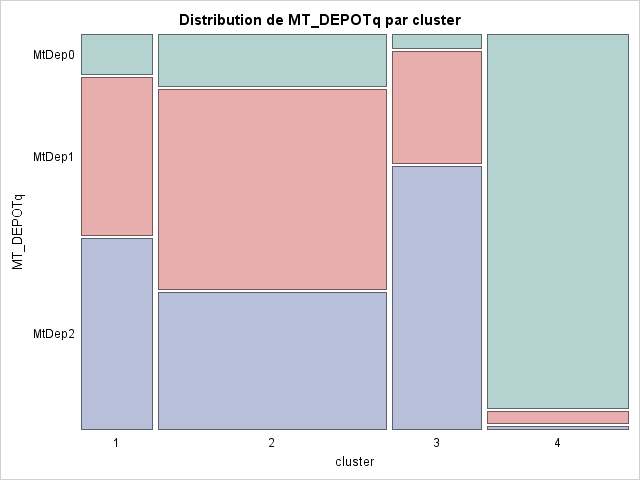 Distribution de MT_DEPOTq par cluster
MtDep0
MtDep1
MtDep2
MT_DEPOTq
1 2 3 4
cluster